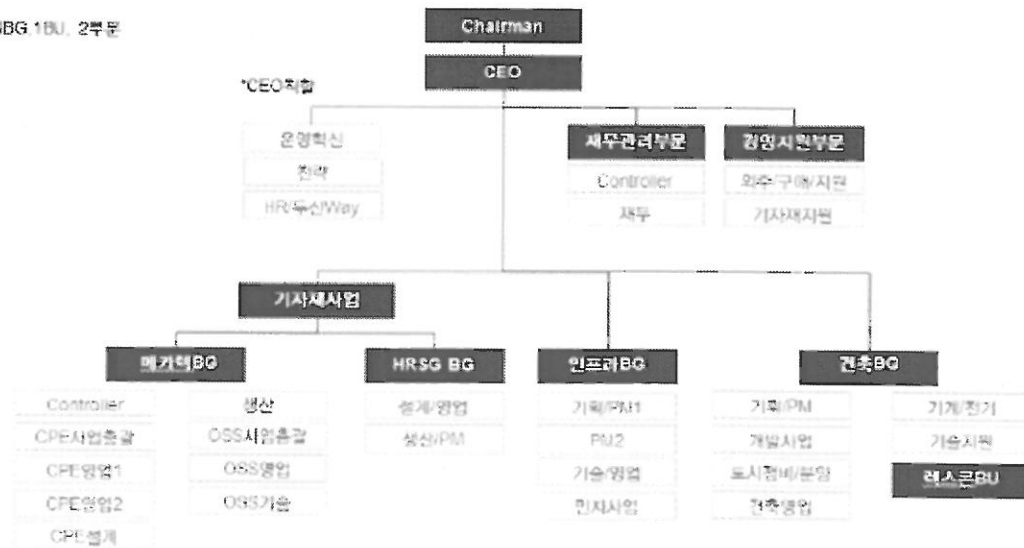 BG, 1BU, 2부문
Chairman
CEO
*CEO직할
운영혁신
전략
HR/두산Way
재무관리부문
Controller
재무
경영지원부문
외주/구매/지원
기자재지원
기자재사업
메카텍BG
Controller
CPE사업총괄
CPE영업1
CPE영업2
CPE설계
생산
OSS사업총괄
OSS영업
OSS기술
HRSG BG
설계/영업
생산/PM
인프라BG
기획/PM1
PM2
기술/영업
민자사업
건축BG
기획/PM
개발사업
도시정비/분양
건축영업
기계/전기
기술지원
렉스콘BU